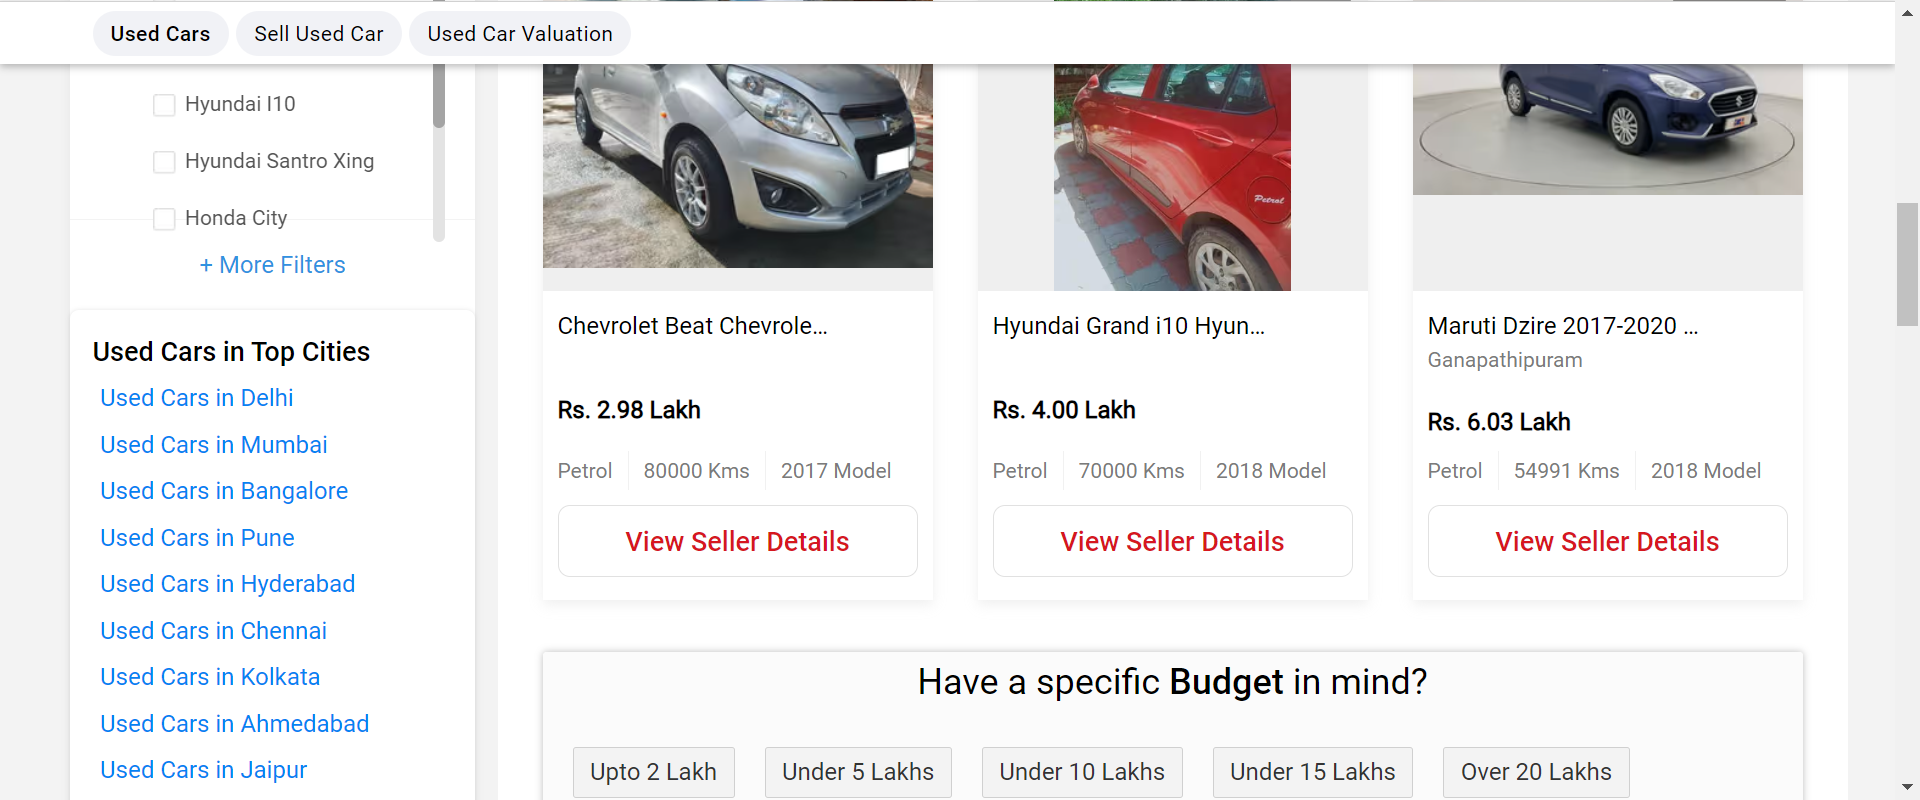 Used Cars
Sell Used Car
Used Car Valuation
Hyundai I10
Hyundai Santro Xing
Honda City
+ More Filters
Used Cars in Top Cities
Used Cars in Delhi
Used Cars in Mumbai
Used Cars in Bangalore
Used Cars in Pune
Used Cars in Hyderabad
Used Cars in Chennai
Used Cars in Kolkata
Used Cars in Ahmedabad
Used Cars in Jaipur
Petrol
Chevrolet Beat Chevrole...
Rs. 2.98 Lakh
Petrol
80000 Kms
2017 Model
View Seller Details
Hyundai Grand i10 Hyun...
Rs. 4.00 Lakh
Petrol
70000 Kms
2018 Model
View Seller Details
Maruti Dzire 2017-2020 ...
Ganapathipuram
Rs. 6.03 Lakh
Petrol
54991 Kms
2018 Model
View Seller Details
Have a specific Budget in mind?
Upto 2 Lakh
Under 5 Lakhs
Under 10 Lakhs
Under 15 Lakhs
Over 20 Lakhs